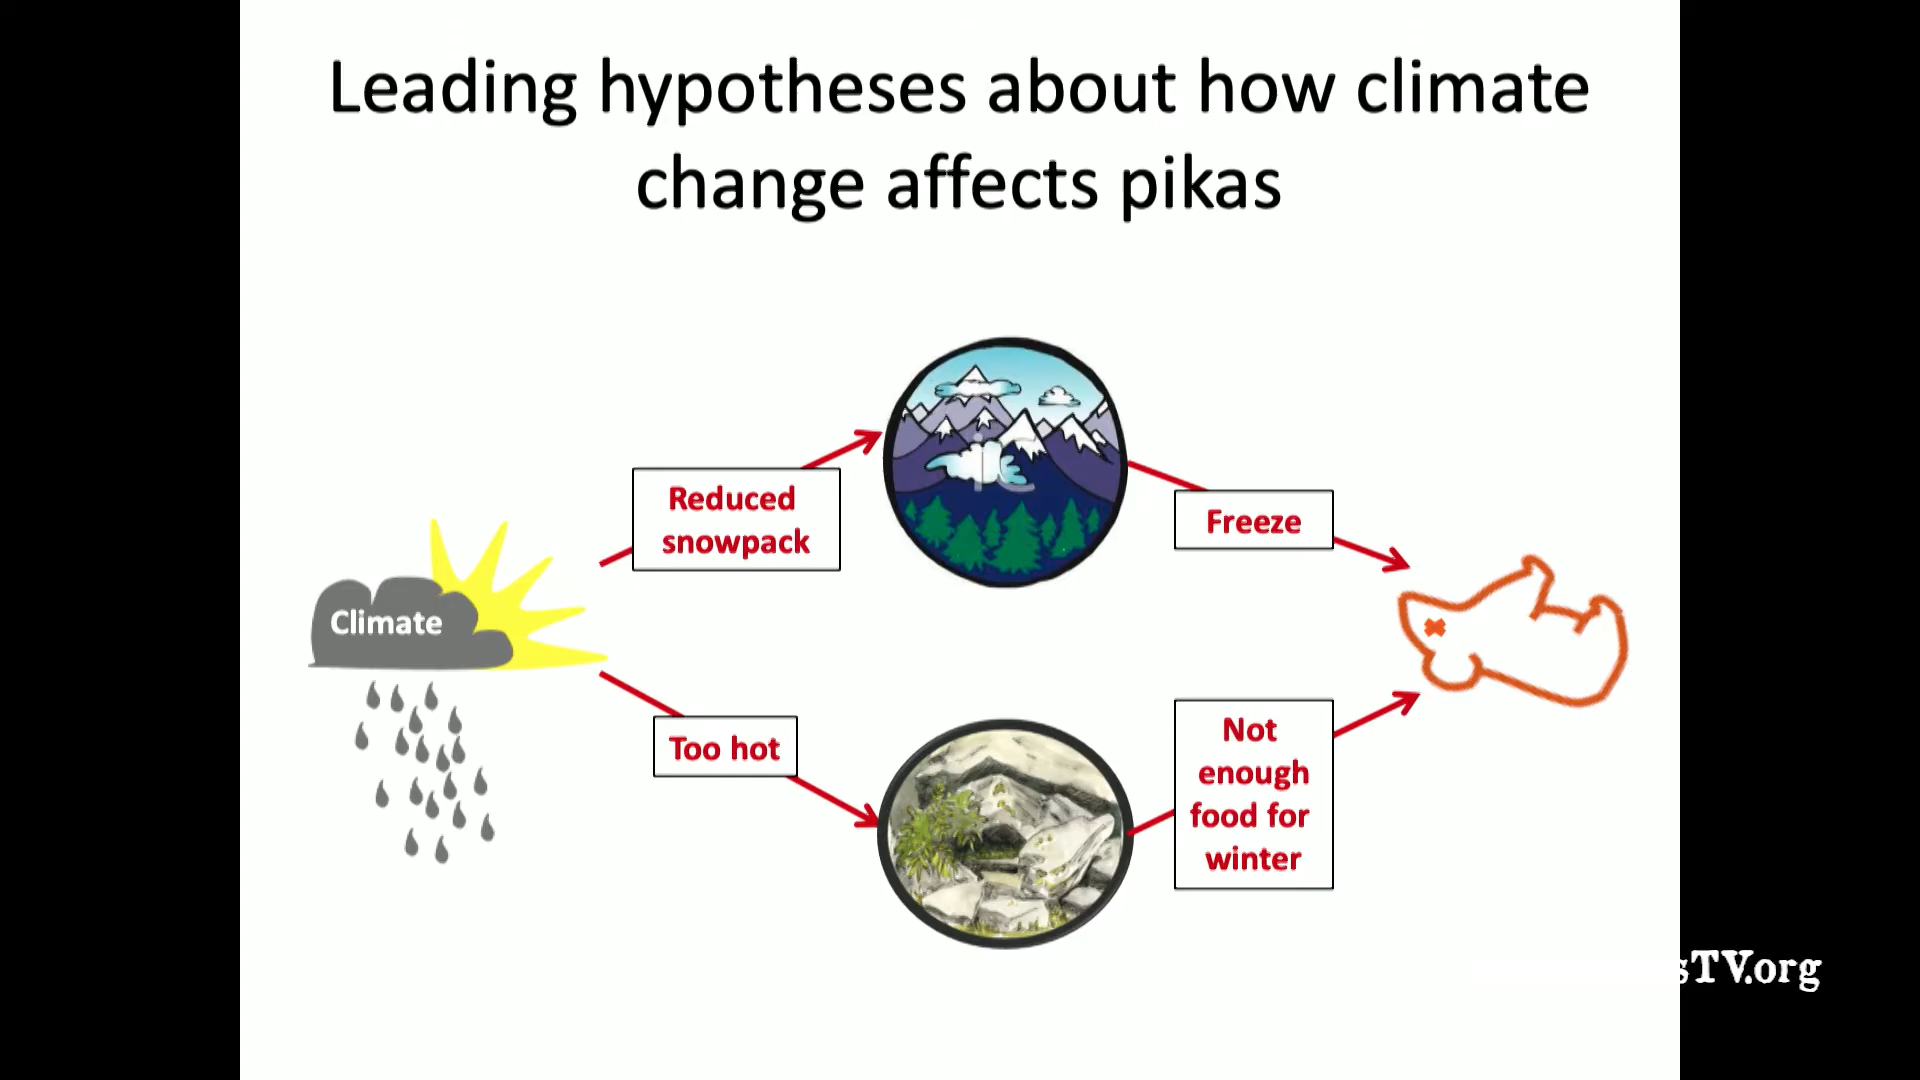 Leading hypotheses about how climate
change affects pikas
Reduced
snowpack
Freeze
Climate
Too hot
Not
enough
food for
winter
sTV.org